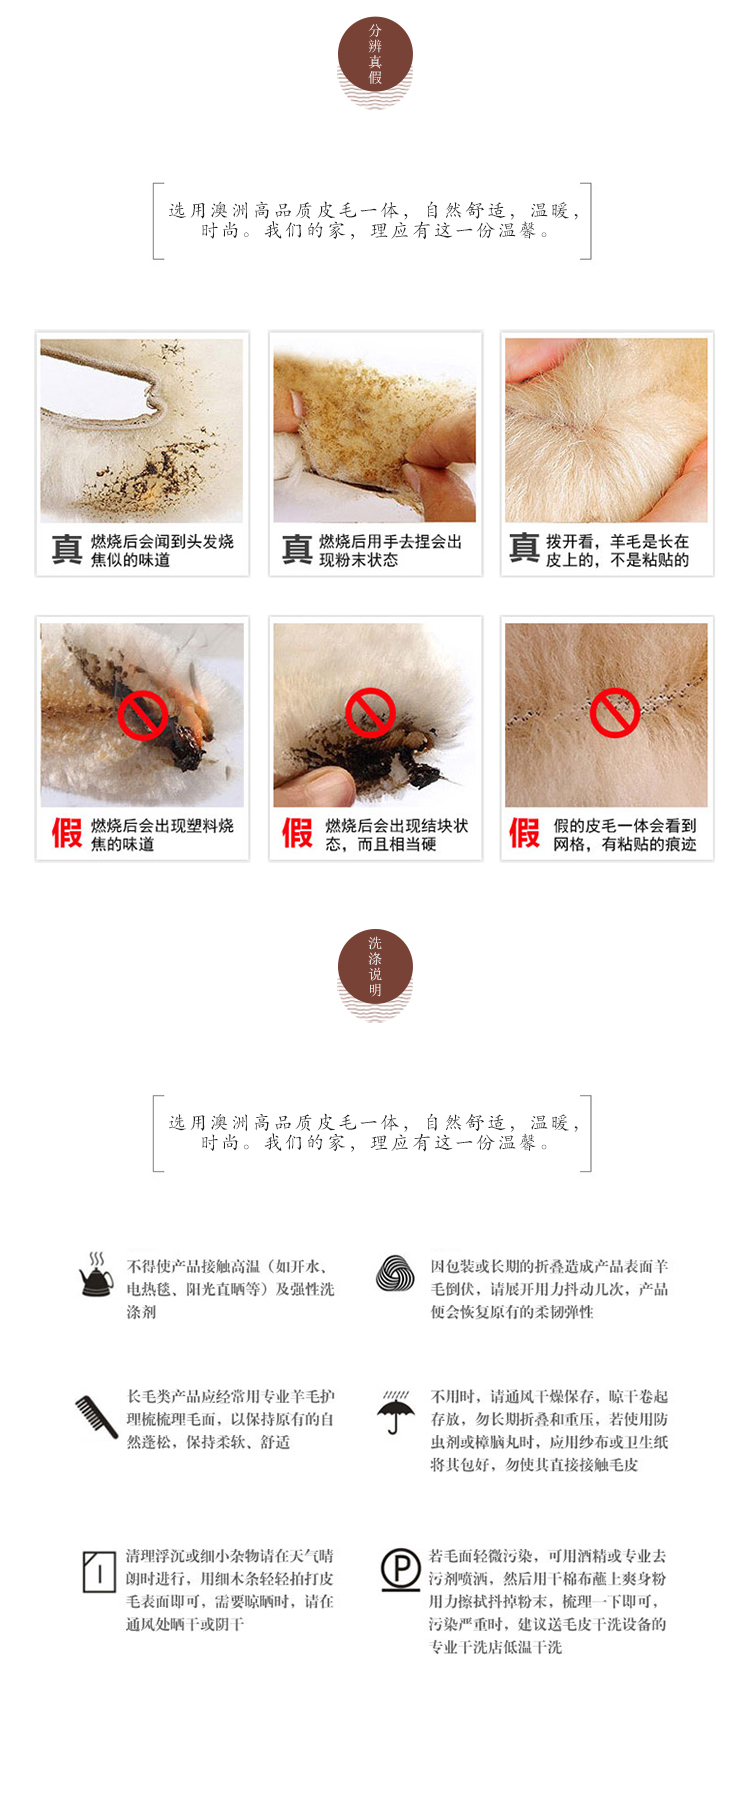 分辨真假
选用澳洲高品质皮毛一体，自然舒适，温暖，
时尚。我们的家，理应有这一份温馨。
真
燃烧后会闻到头发烧
焦似的味道
真
燃烧后用手去捏会出
现粉末状态
真
拨开看，羊毛是长在
皮上的，不是粘贴的
假
燃烧后会出现塑料烧
焦的味道
假
燃烧后会出现结块状
态，而且相当硬
假
假的皮毛一体会看到
网格，有粘贴的痕迹
洗涤说明
选用澳洲高品质皮毛一体，自然舒适，温暖，
时尚。我们的家，理应有这一份温馨。
不得使产品接触高温（如开水、
电热毯、阳光直晒等）及强性洗
涤剂
因包装或长期的折叠造成产品表面羊
毛倒伏，请展开用力抖动几次，产品
便会恢复原有的柔韧弹性
长毛类产品应经常用专业羊毛护
理梳梳理毛面，以保持原有的自
然蓬松，保持柔软、舒适
不用时，请通风干燥保存，晾干卷起
存放，勿长期折叠和重压，若使用防
虫剂或樟脑丸时，应用纱布或卫生纸
将其包好，勿使其直接接触毛皮
清理浮沉或细小杂物请在天气晴
朗时进行，用细木条轻轻拍打皮
毛表面即可，需要晾晒时，请在
通风处晒干或阴干
P
若毛面轻微污染，可用酒精或专业去
污剂喷洒，然后用干棉布蘸上爽身粉
用力擦拭抖掉粉末，梳理一下即可，
污染严重时，建议送毛皮干洗设备的
专业干洗店低温干洗